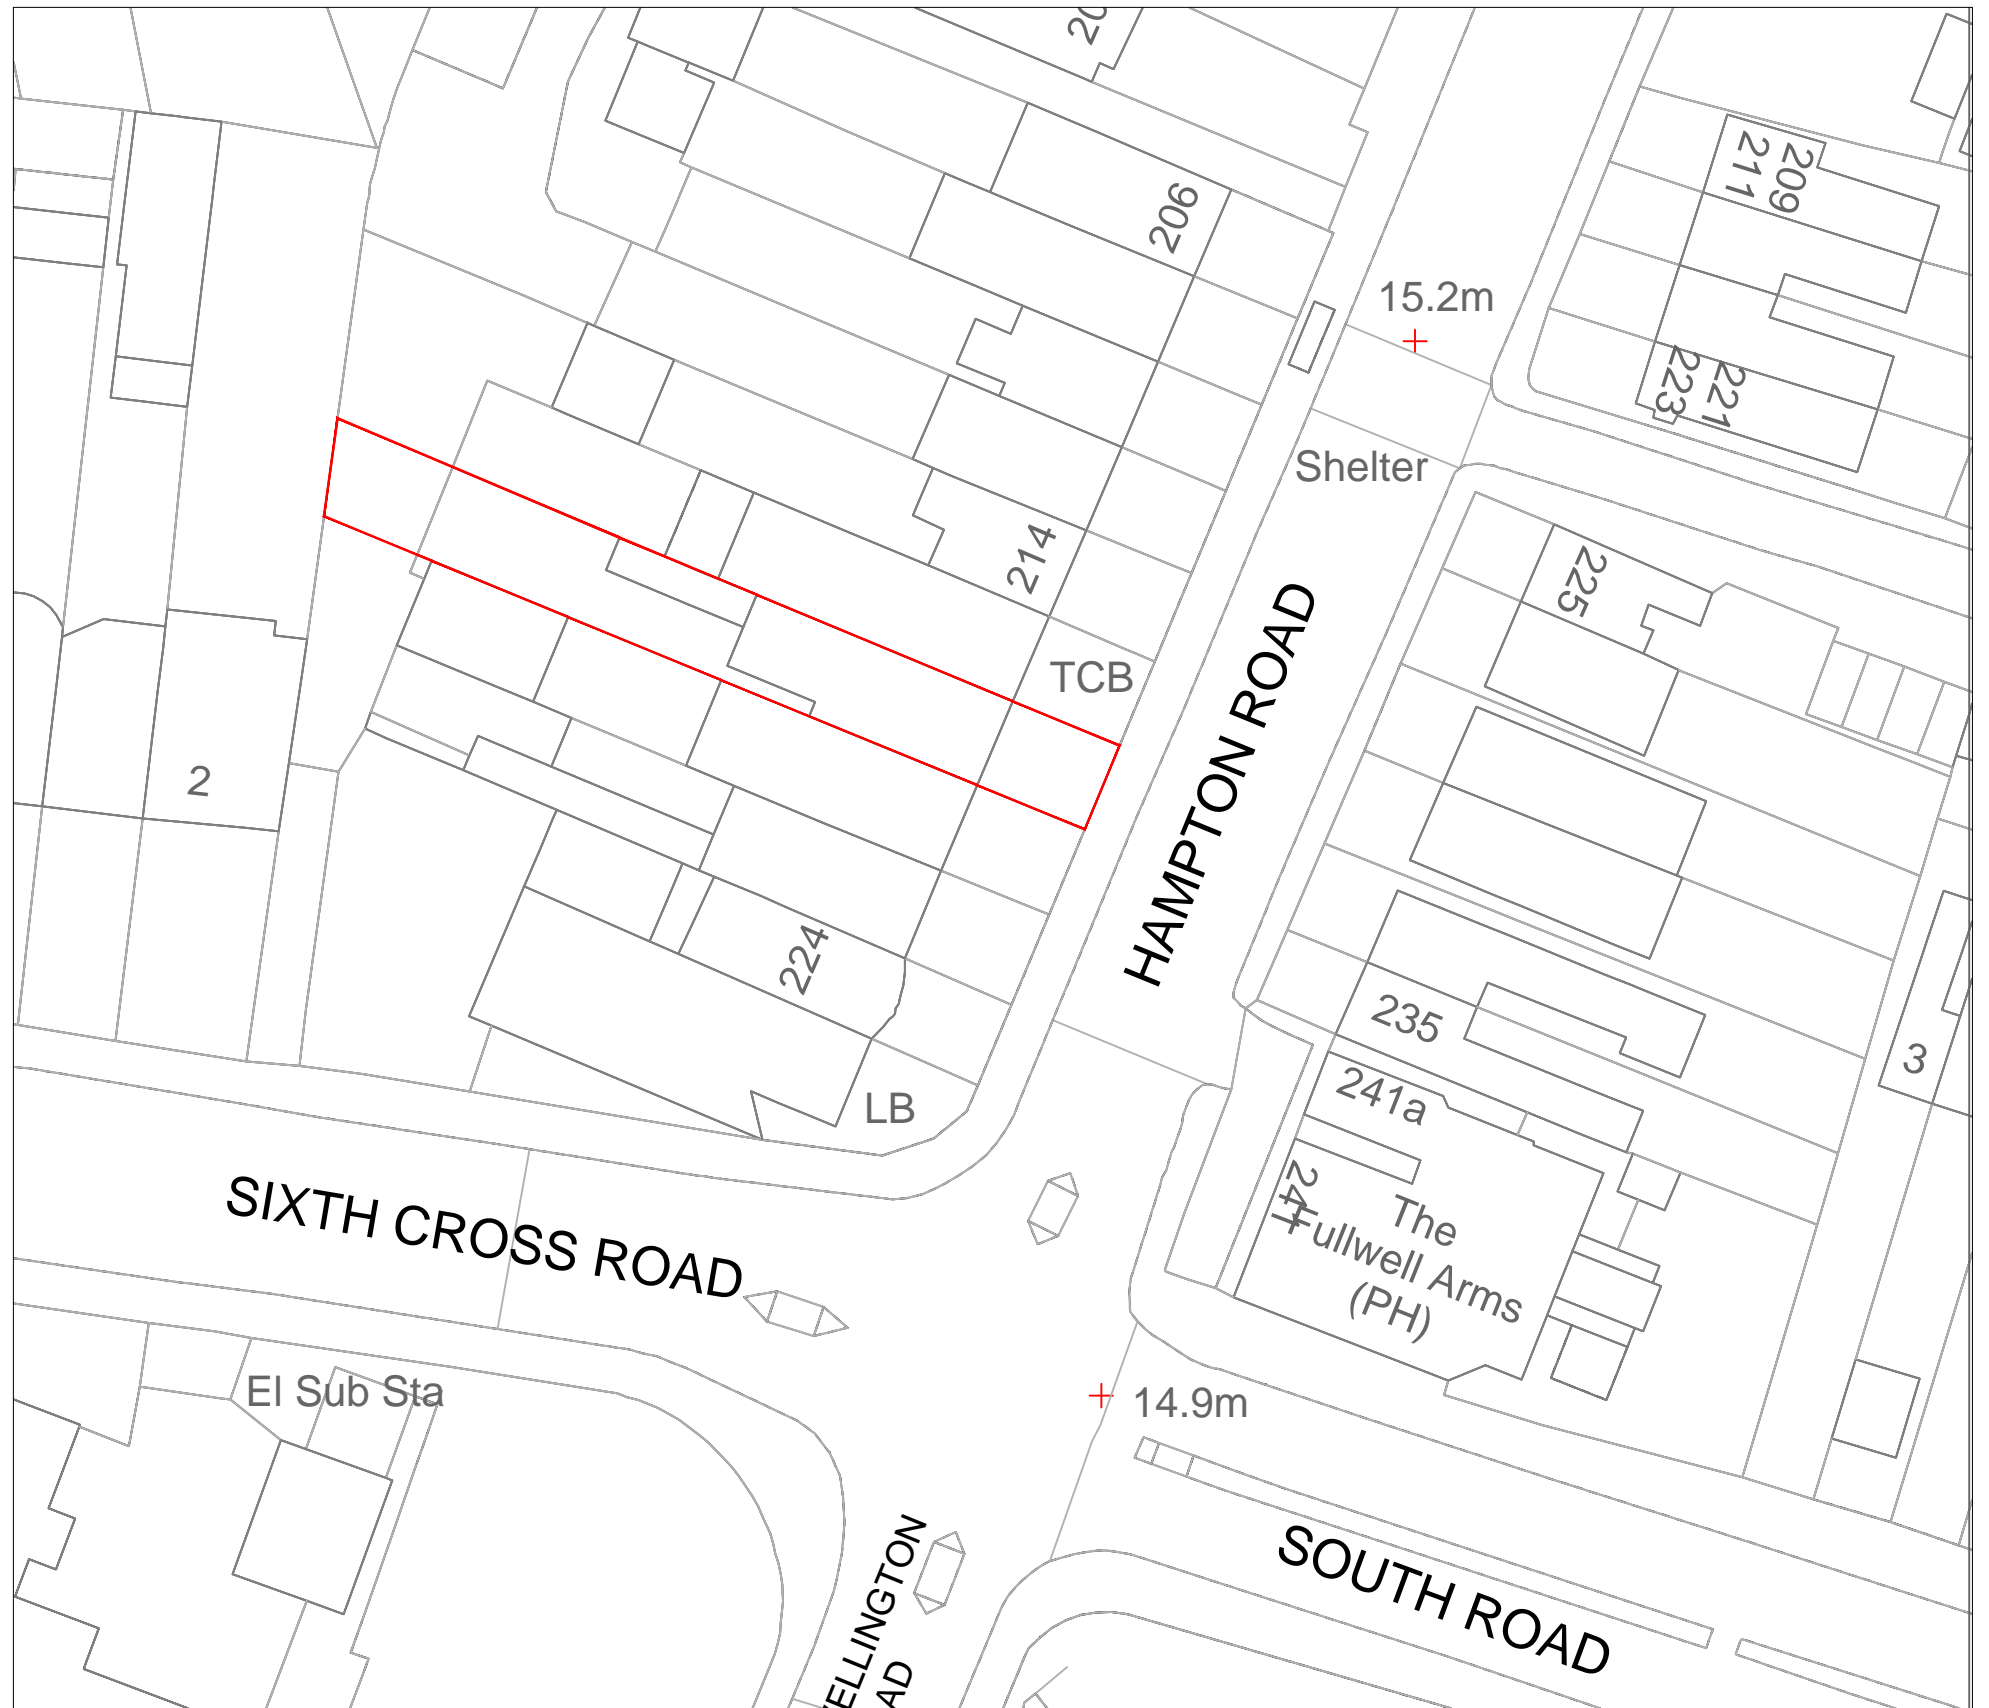 206
209
211
15.2m
221
223
Shelter
214
225
HAMPTON ROAD
TCB
2
224
235
3
241a
LB
241
The
Fullwell Arms
(PH)
SIXTH CROSS ROAD
El Sub Sta
14.9m
SOUTH ROAD